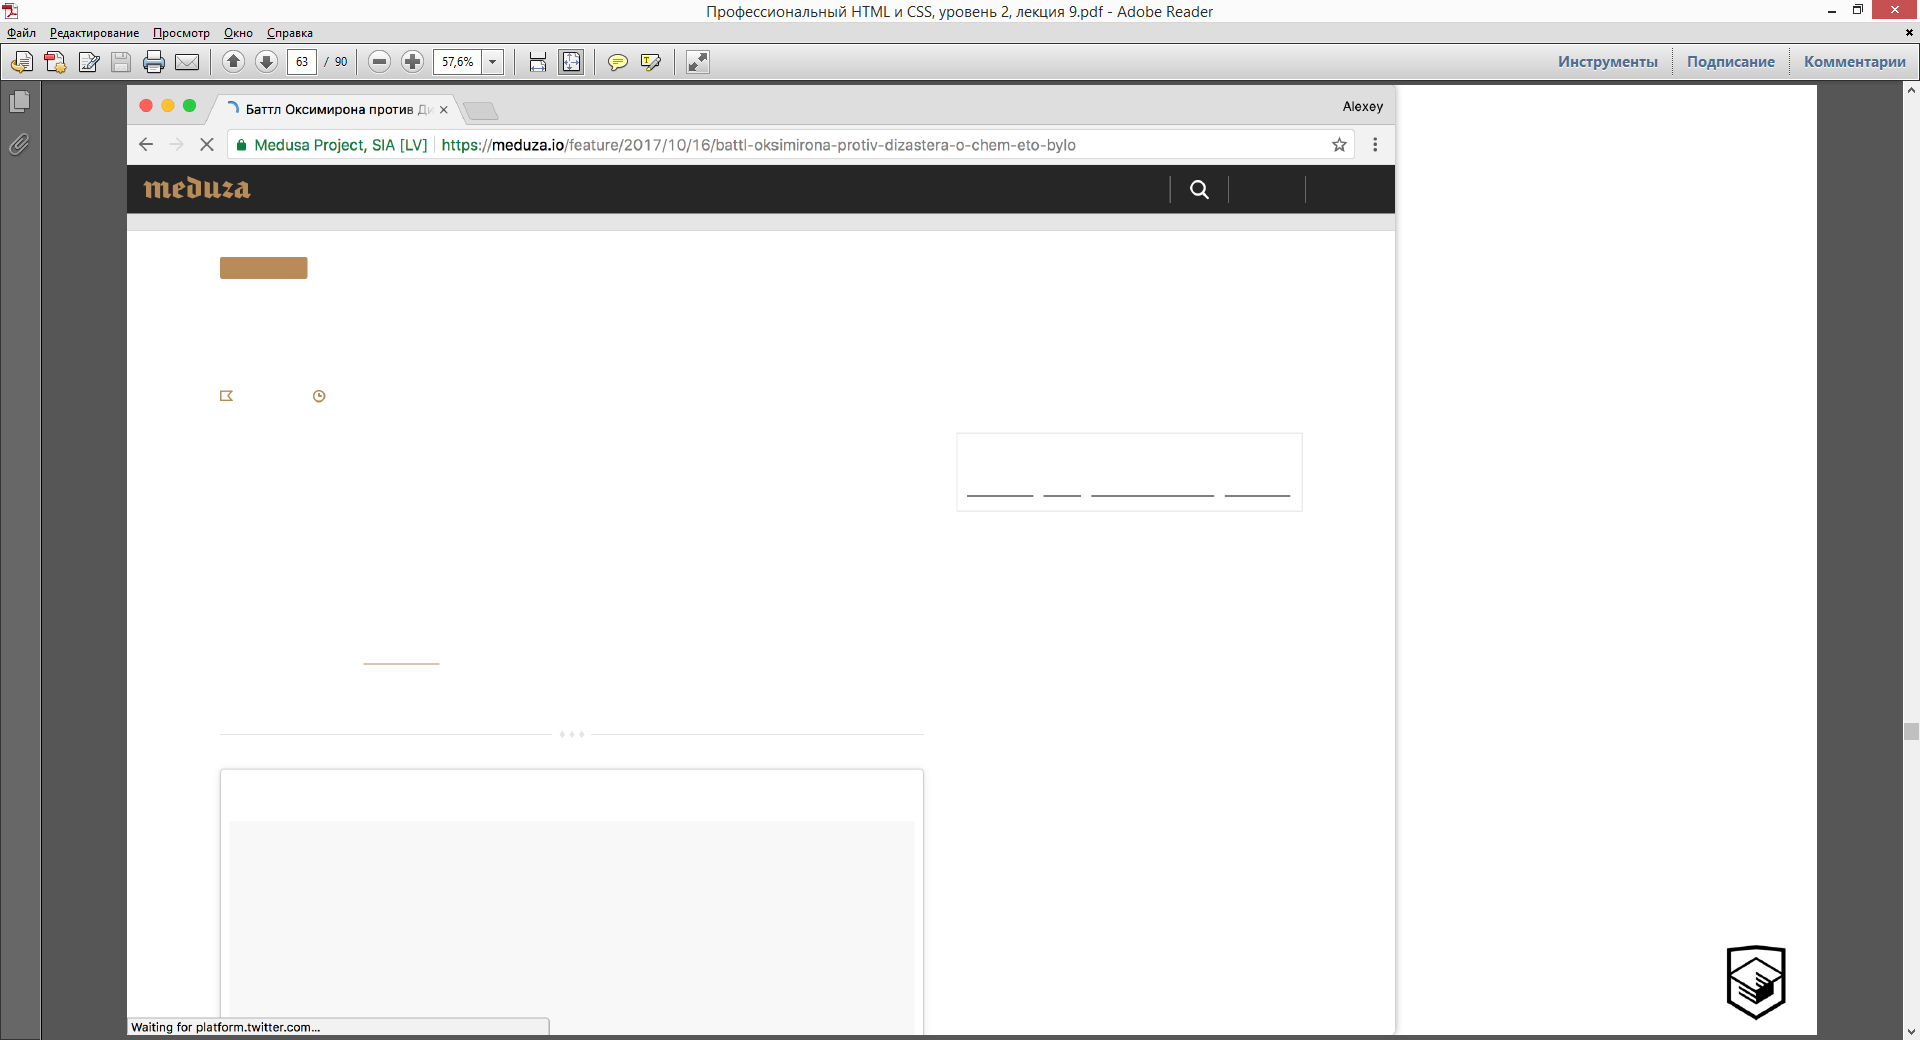 Профессиональный HTML и CSS, уровень 2, лекция 9.pdf - Adobe Reader
Файл Редактирование Просмотр Окно Справка
63 / 90 57,6% Инструменты Подписание Комментарии
Баттл Оксимирона против Ди
Alexey
Medusa Project, SIA [LV] https://meduza.io/feature/2017/10/16/battl-oksimirona-protiv-dizastera-o-chem-eto-bylo
meduza
Waiting for platform.twitter.com...